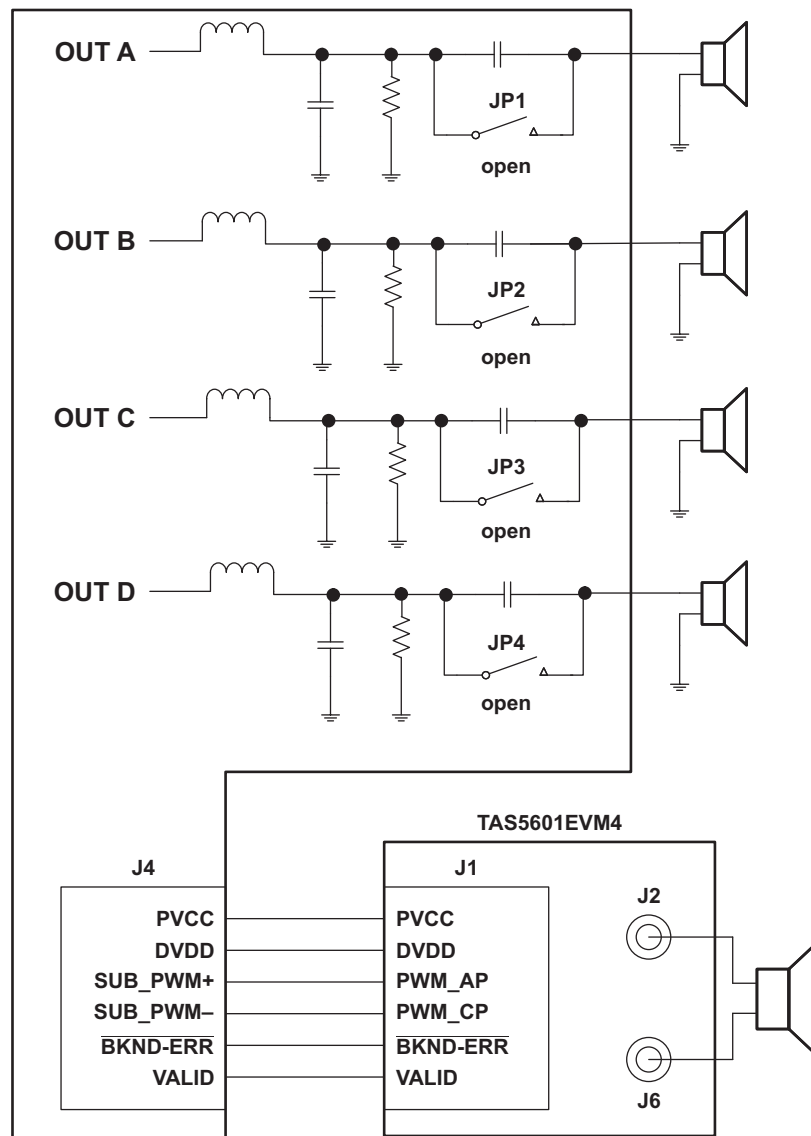 OUT A
JP1
open
OUT B
JP2
open
OUT C
JP3
open
OUT D
JP4
open
TAS5601EVM4
J4
J1
J2
PVCC
PVCC
DVDD
DVDD
SUB_PWM+
PWM_AP
SUB_PWM–
PWM_CP
BKND-ERR
BKND-ERR
VALID
VALID
J6